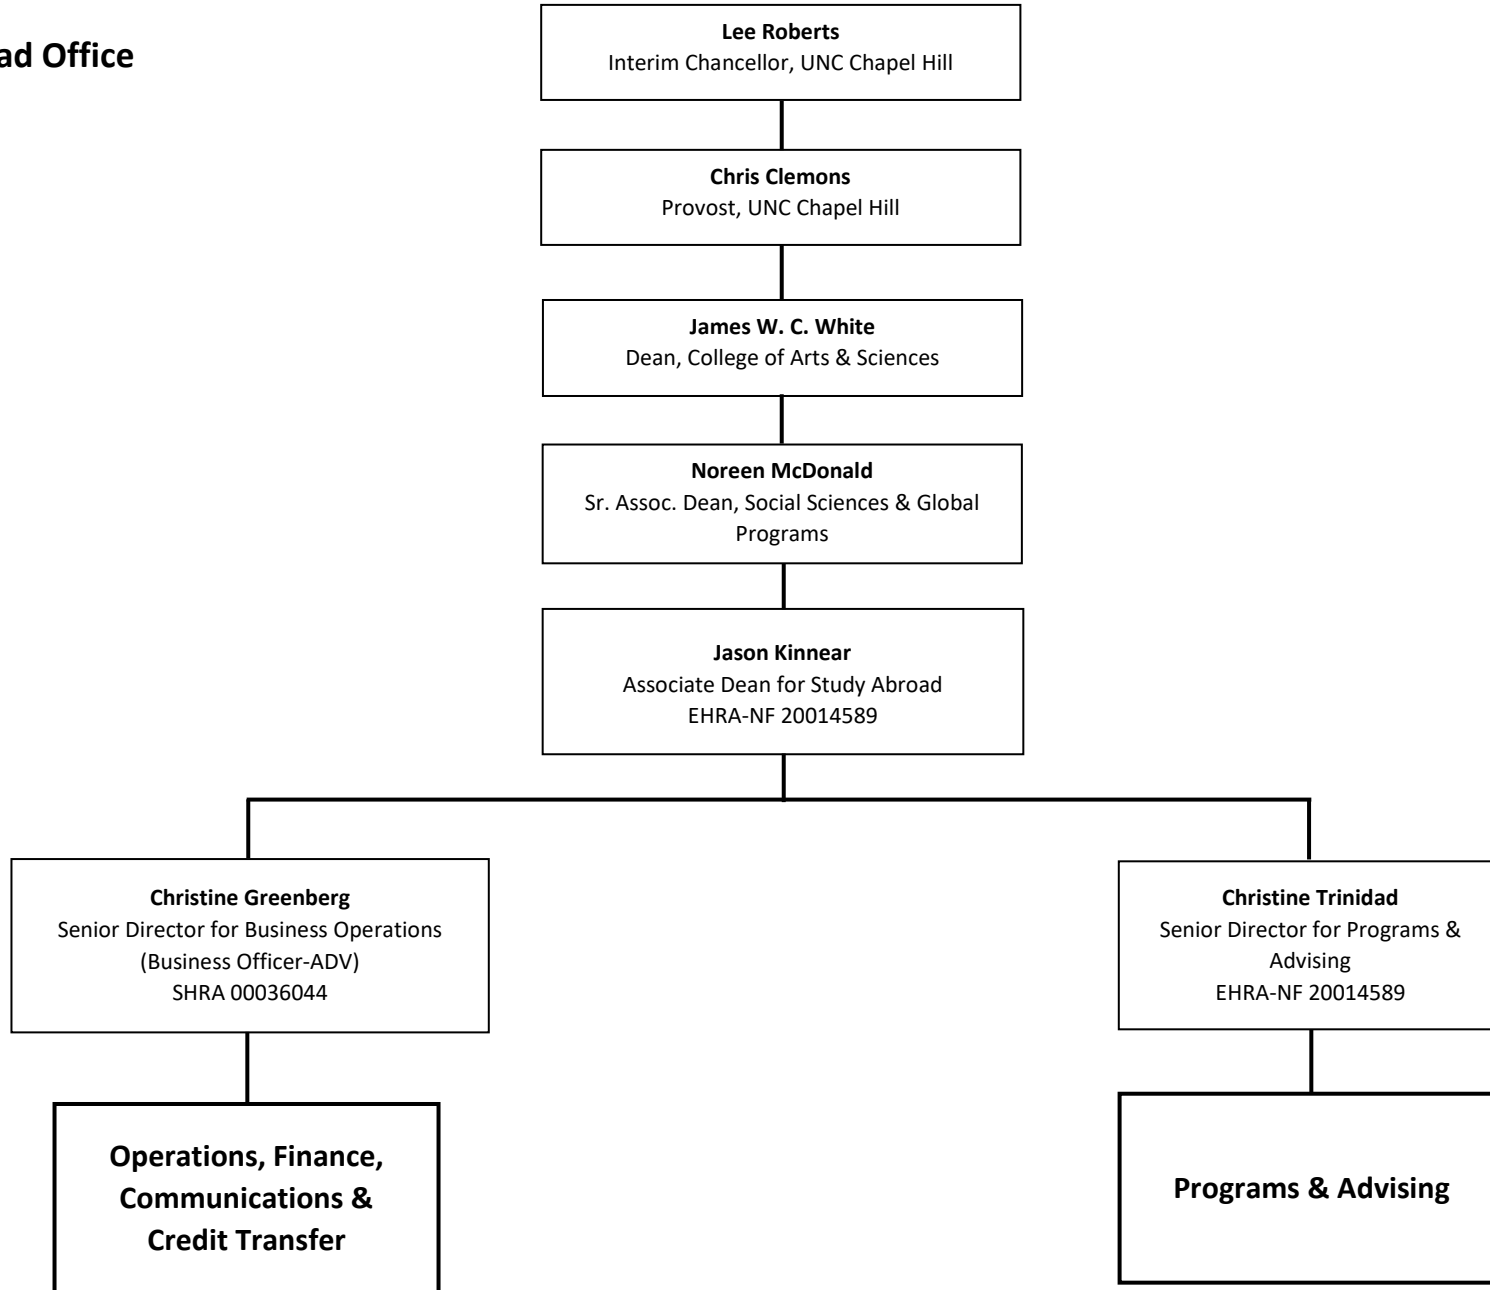 ad Office
Lee Roberts
Interim Chancellor, UNC Chapel Hill
Chris Clemons
Provost, UNC Chapel Hill
James W. C. White
Dean, College of Arts & Sciences
Noreen McDonald
Sr. Assoc. Dean, Social Sciences & Global
Programs
Jason Kinnear
Associate Dean for Study Abroad
EHRA-NF 20014589
Christine Greenberg
Senior Director for Business Operations
(Business Officer-ADV)
SHRA 00036044
Christine Trinidad
Senior Director for Programs &
Advising
EHRA-NF 20014589
Operations, Finance,
Communications &
Credit Transfer
Programs & Advising